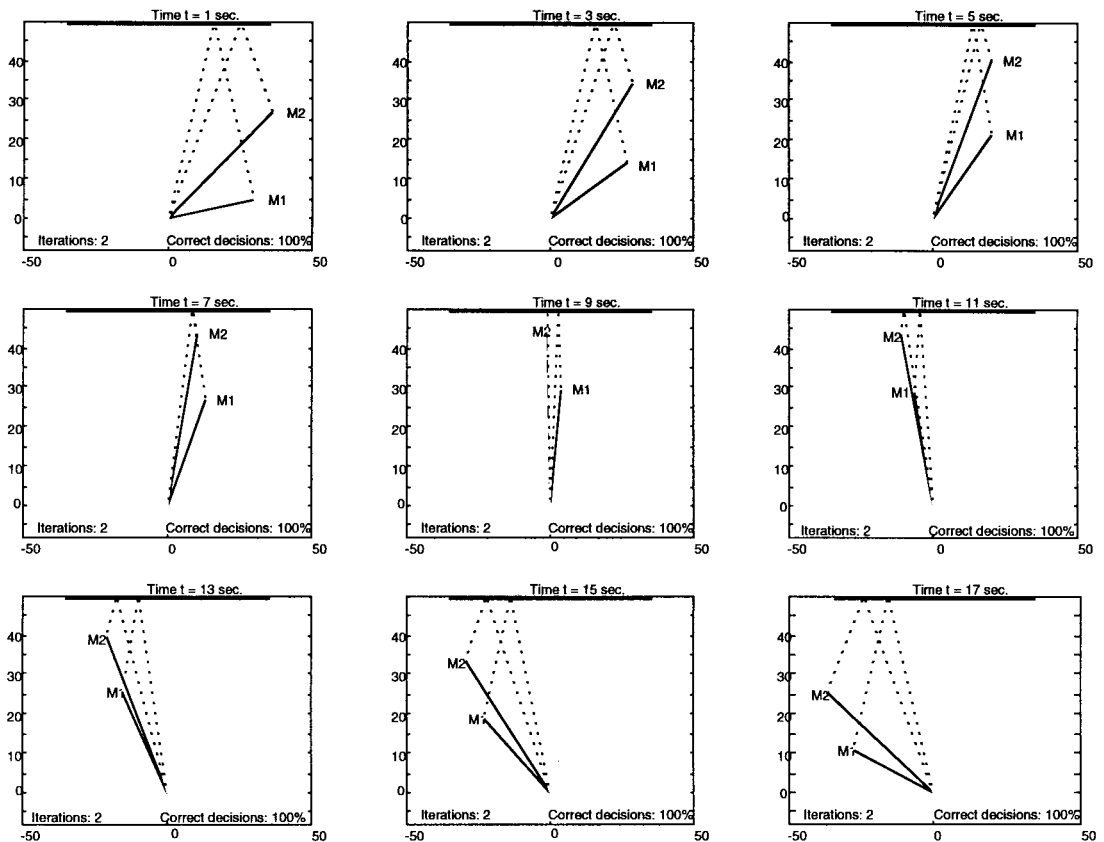 Time t = 1 sec.
40
30
20
10
0
M2
M1
Iterations: 2 Correct decisions: 100%
-50 0 50
Time t = 3 sec.
40
30
20
10
0
M2
M1
Iterations: 2 Correct decisions: 100%
-50 0 50
Time t = 5 sec.
40
30
20
10
0
M2
M1
Iterations: 2 Correct decisions: 100%
-50 0 50
Time t = 7 sec.
40
30
20
10
0
M2
M1
Iterations: 2 Correct decisions: 100%
-50 0 50
Time t = 9 sec.
40
30
20
10
0
M2
M1
Iterations: 2 Correct decisions: 100%
-50 0 50
Time t = 11 sec.
40
30
20
10
0
M2
M1
Iterations: 2 Correct decisions: 100%
-50 0 50
Time t = 13 sec.
40
30
20
10
0
M2
M1
Iterations: 2 Correct decisions: 100%
-50 0 50
Time t = 15 sec.
40
30
20
10
0
M2
M1
Iterations: 2 Correct decisions: 100%
-50 0 50
Time t = 17 sec.
40
30
20
10
0
M2
M1
Iterations: 2 Correct decisions: 100%
-50 0 50